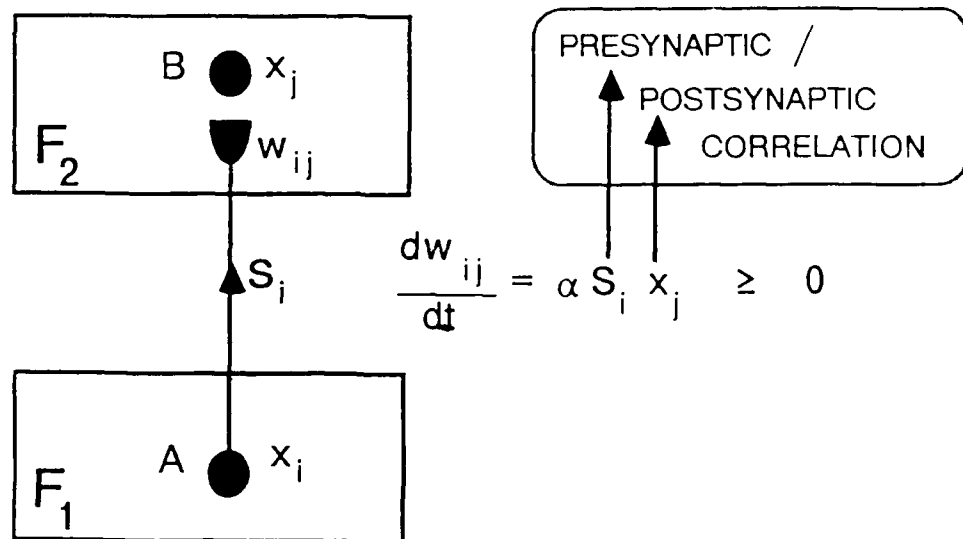 B x_j
w_ij
F_2
S_i
A x_i
F_1
PRESYNAPTIC /
POSTSYNAPTIC
CORRELATION
dw_ij
dt
= α S_i x_j ≥ 0